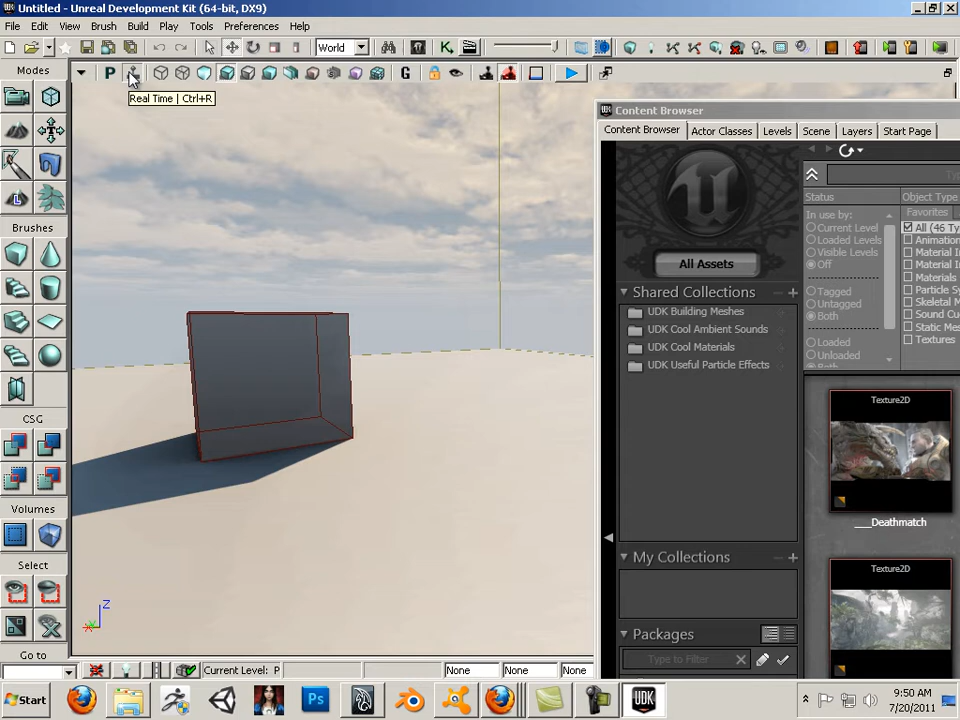 Untitled - Unreal Development Kit (64-bit, DX9)
File Edit View Brush Build Play Tools Preferences Help
World
Modes
P
G
Real Time | Ctrl+R
Content Browser
Content Browser Actor Classes Levels Scene Layers Start Page
All Assets
Shared Collections
UDK Building Meshes
UDK Cool Ambient Sounds
UDK Cool Materials
UDK Useful Particle Effects
My Collections
Packages
Type to Filter
Status
In use by:
Current Level
Loaded Levels
Visible Levels
Off
Tagged
Untagged
Both
Loaded
Unloaded
Both
Object Type
Favorites
All (46 Ty
Animation
Material In
Material In
Materials
Particle Sy
Skeletal M
Sound Cue
Static Mes
Textures
Texture2D
___Deathmatch
Texture2D
Brushes
CSG
Volumes
Select
Go to
Z
X
Y
Current Level: P
None
None
None
Start
Ps
UDK
9:50 AM
7/20/2011